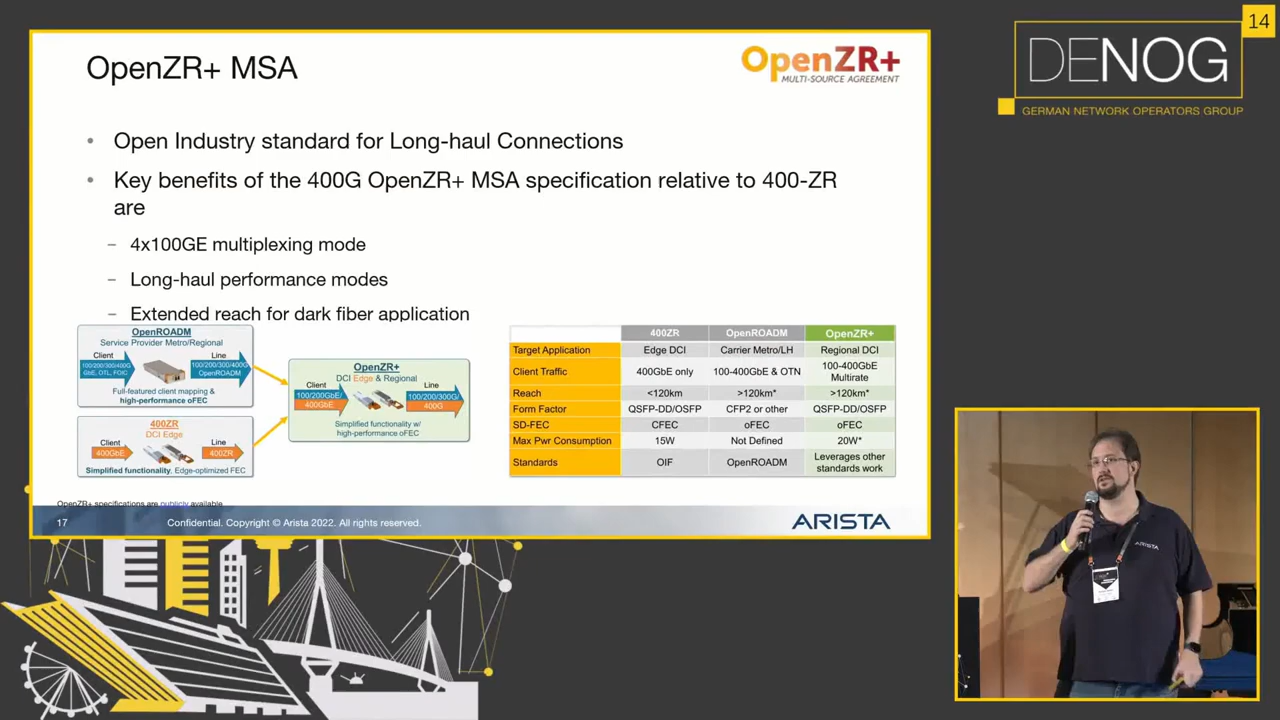 OpenZR+ MSA
OpenZR+
MULTI-SOURCE AGREEMENT
• Open Industry standard for Long-haul Connections
• Key benefits of the 400G OpenZR+ MSA specification relative to 400-ZR
are
– 4x100GE multiplexing mode
– Long-haul performance modes
– Extended reach for dark fiber application
OpenROADM
Service Provider Metro/Regional
Client
Line
100/200/300/400G
GbE, OTL, FOIC
100/200/300/400G
OpenROADM
Full-featured client mapping &
high-performance oFEC
400ZR
DCI Edge
Client
Line
400GbE
400ZR
Simplified functionality, Edge-optimized FEC
OpenZR+
DCI Edge & Regional
Client
Line
100/200GbE/
400GbE
100/200/300G/
400G
Simplified functionality w/
high-performance oFEC
400ZR OpenROADM OpenZR+
Target Application Edge DCI Carrier Metro/LH Regional DCI
Client Traffic 400GbE only 100-400GbE & OTN 100-400GbE
Multirate
Reach <120km >120km* >120km*
Form Factor QSFP-DD/OSFP CFP2 or other QSFP-DD/OSFP
SD-FEC CFEC oFEC oFEC
Max Pwr Consumption 15W Not Defined 20W*
Standards OIF OpenROADM Leverages other
standards work
OpenZR+ specifications are publicly available
17
Confidential. Copyright © Arista 2022. All rights reserved.
ARISTA
14
DENOG
GERMAN NETWORK OPERATORS GROUP
ARISTA